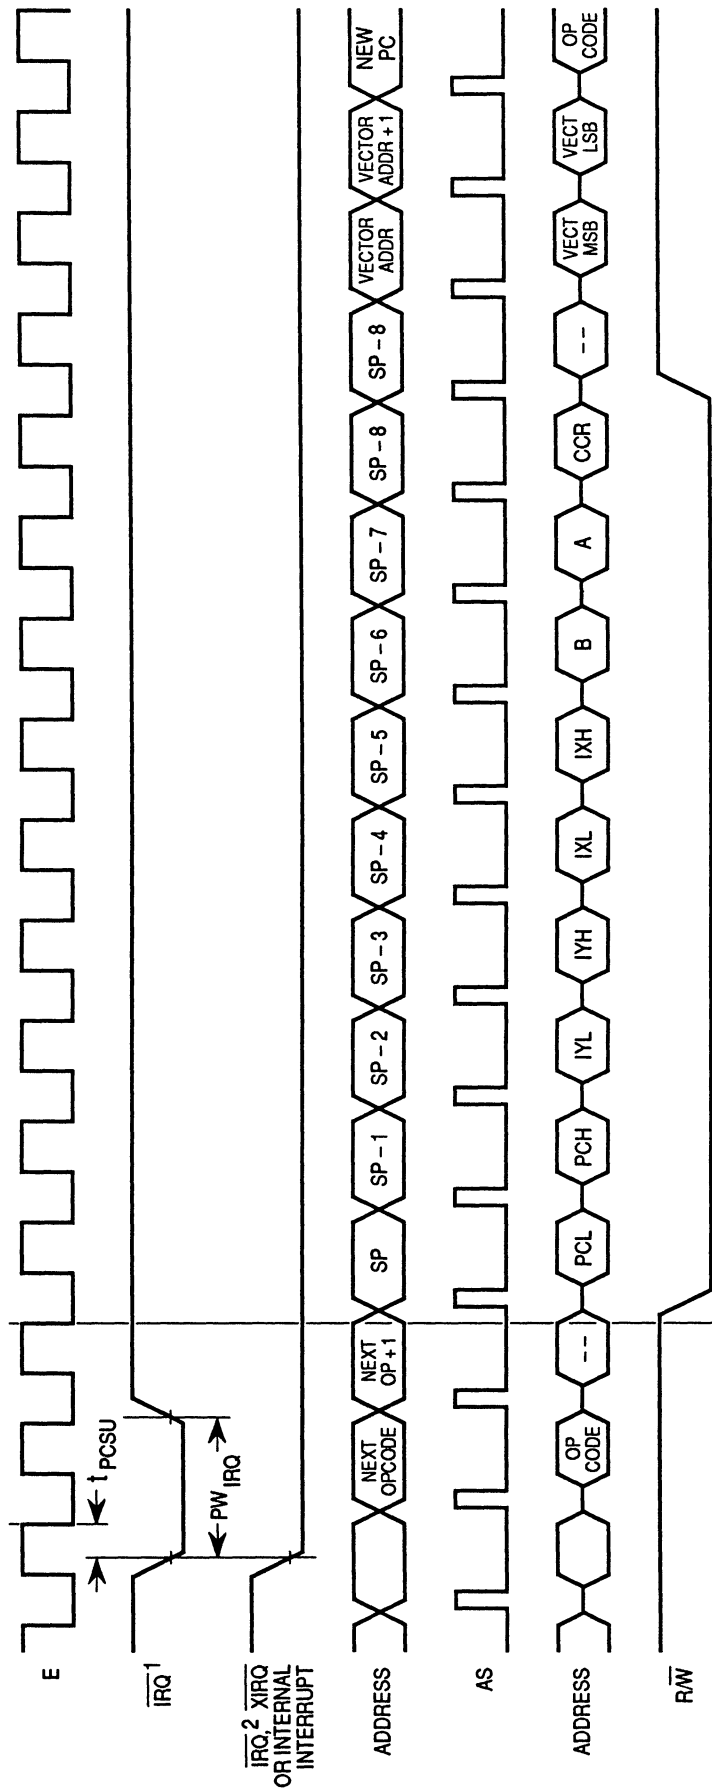 E
t PCSU
IRQ 1
PW IRQ
IRQ, 2 XIRQ
OR INTERNAL
INTERRUPT
ADDRESS
NEXT
OPCODE
NEXT
OP + 1
SP
SP – 1
SP – 2
SP – 3
SP – 4
SP – 5
SP – 6
SP – 7
SP – 8
SP – 8
VECTOR
ADDR
VECTOR
ADDR + 1
NEW
PC
AS
ADDRESS
OP
CODE
– –
PCL
PCH
IYL
IYH
IXL
IXH
B
A
CCR
– –
VECT
MSB
VECT
LSB
OP
CODE
R/W